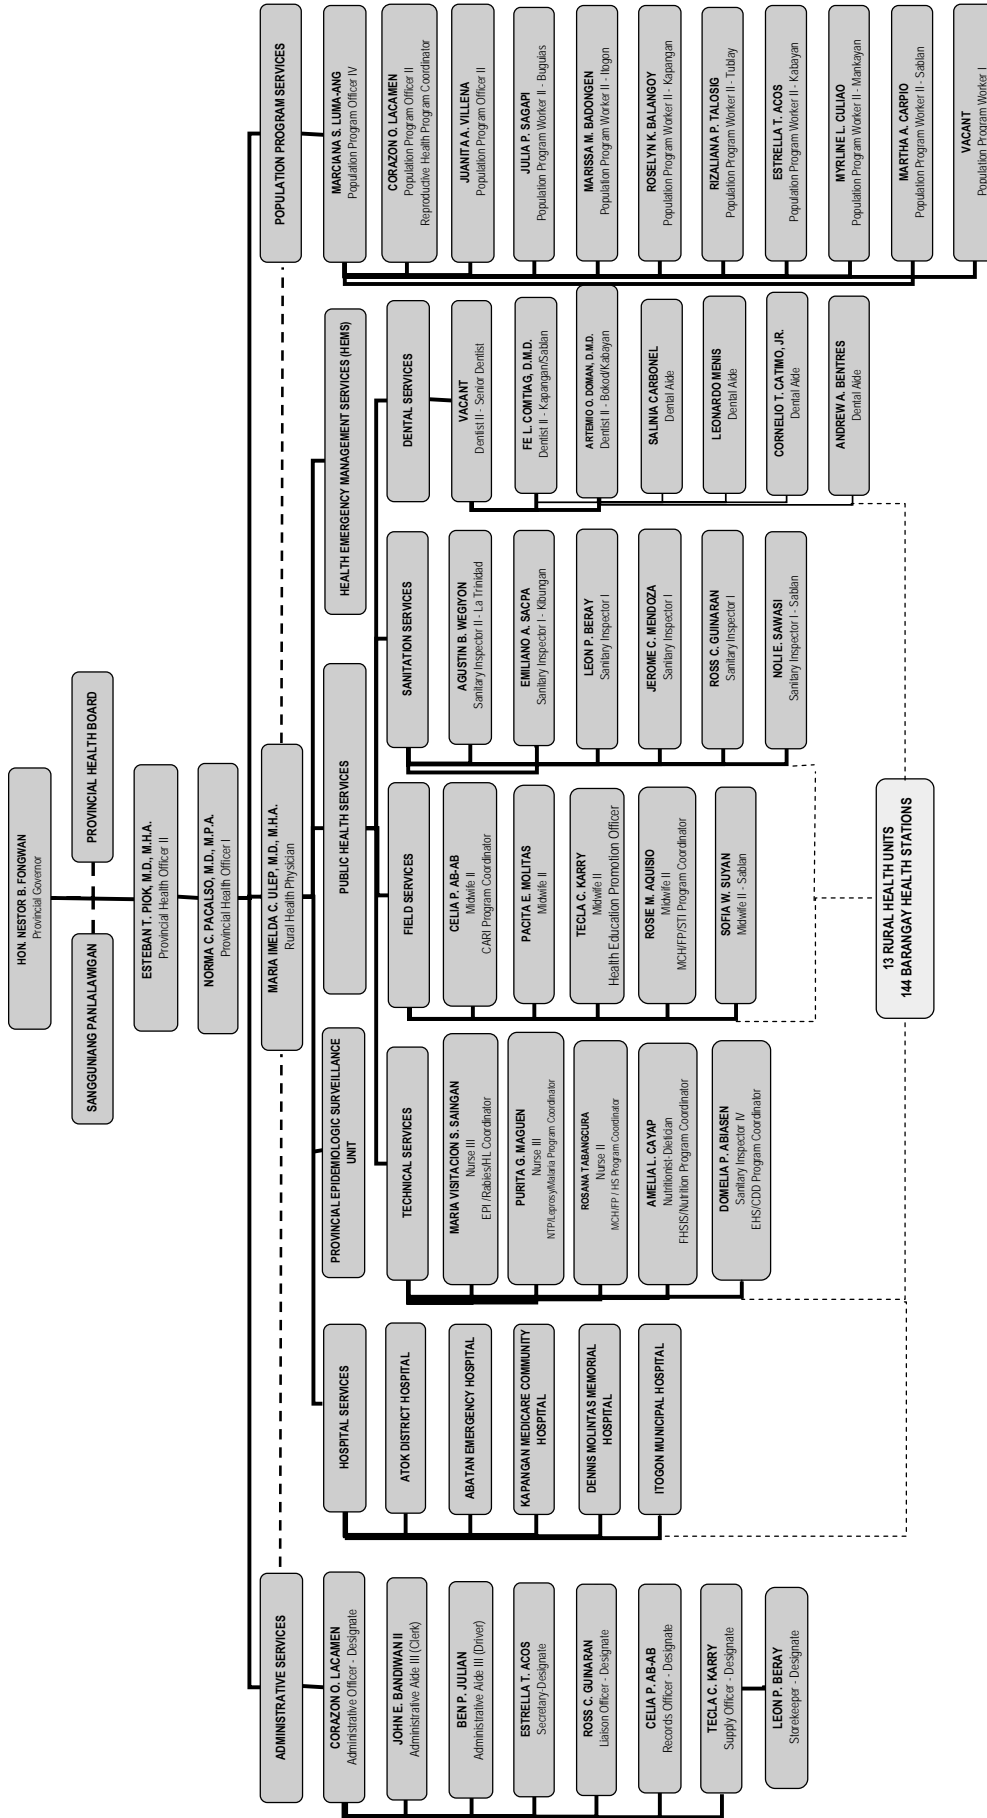 HON. NESTOR B. FONGWAN
Provincial Governor
SANGGUNIANG PANLALAWIGAN
PROVINCIAL HEALTH BOARD
ESTEBAN T. PIOK, M.D., M.H.A.
Provincial Health Officer II
NORMA C. PACALSO, M.D., M.P.A.
Provincial Health Officer I
MARIA IMELDA C. ULEP, M.D., M.H.A.
Rural Health Physician
ADMINISTRATIVE SERVICES
CORAZON O. LACAMEN
Administrative Officer - Designate
JOHN E. BANDIWAN II
Administrative Aide III (Clerk)
BEN P. JULIAN
Administrative Aide III (Driver)
ESTRELLA T. ACOS
Secretary-Designate
ROSS C. GUINARAN
Liaison Officer - Designate
CELIA P. AB-AB
Records Officer - Designate
TECLA C. KARRY
Supply Officer - Designate
LEON P. BERAY
Storekeeper - Designate
HOSPITAL SERVICES
ATOK DISTRICT HOSPITAL
ABATAN EMERGENCY HOSPITAL
KAPANGAN MEDICARE COMMUNITY
HOSPITAL
DENNIS MOLINTAS MEMORIAL
HOSPITAL
ITOGON MUNICIPAL HOSPITAL
PROVINCIAL EPIDEMIOLOGIC SURVEILLANCE
UNIT
PUBLIC HEALTH SERVICES
HEALTH EMERGENCY MANAGEMENT SERVICES (HEMS)
TECHNICAL SERVICES
MARIA VISITACION S. SAINGAN
Nurse III
EPI /Rabies/HL Coordinator
PURITA G. MAGUEN
Nurse III
NTP/Leprosy/Malaria Program Coordinator
ROSANA T ABANGCURA
Nurse II
MCH/FP / HS Program Coordinator
AMELIA L. CAYAP
Nutritionist-Dietician
FHSIS/Nutrition Program Coordinator
DOMELIA P. ABIASEN
Sanitary Inspector IV
EHS/CDD Program Coordinator
FIELD SERVICES
CELIA P. AB-AB
Midwife II
CARI Program Coordinator
PACITA E. MOLITAS
Midwife II
TECLA C. KARRY
Midwife II
Health Education Promotion Officer
ROSIE M. AQUISIO
Midwife II
MCH/FP/STI Program Coordinator
SOFIA W. SUYAN
Midwife II - Sablan
SANITATION SERVICES
AGUSTIN B. WEGIYON
Sanitary Inspector II - La Trinidad
EMILIANO A. SACPA
Sanitary Inspector I - Kibungan
LEON P. BERAY
Sanitary Inspector I
JEROME C. MENDOZA
Sanitary Inspector I
ROSS C. GUINARAN
Sanitary Inspector I
NOLI E. SAWASI
Sanitary Inspector I - Sablan
DENTAL SERVICES
VACANT
Dentist II - Senior Dentist
FE L. COMTIAG, D.M.D.
Dentist II - Kapangan/Sablan
ARTEMIO O. DOMAN, D.M.D.
Dentist II - Bokod/Kabayan
SALINIA CARBONEL
Dental Aide
LEONARDO MENIS
Dental Aide
CORNELIO T. CATIMO, JR.
Dental Aide
ANDREW A. BENTRES
Dental Aide
POPULATION PROGRAM SERVICES
MARCIANA S. LUMA-ANG
Population Program Officer IV
CORAZON O. LACAMEN
Population Program Officer II
Reproductive Health Program Coordinator
JUANIT A A. VILLENA
Population Program Officer II
JULIA P. SAGAPI
Population Program Worker II - Buguias
MARISSA M. BADONGEN
Population Program Worker II - Itogon
ROSELYN K. BALANGOY
Population Program Worker II - Kapangan
RIZALIANA P. TALOSIG
Population Program Worker II - Tublay
ESTRELLA T. ACOS
Population Program Worker II - Kabayan
MYRLINE L. CULIAO
Population Program Worker II - Mankayan
MARTHA A. CARPIO
Population Program Worker II - Sablan
VACANT
Population Program Worker I
13 RURAL HEALTH UNITS
144 BARANGAY HEALTH STATIONS